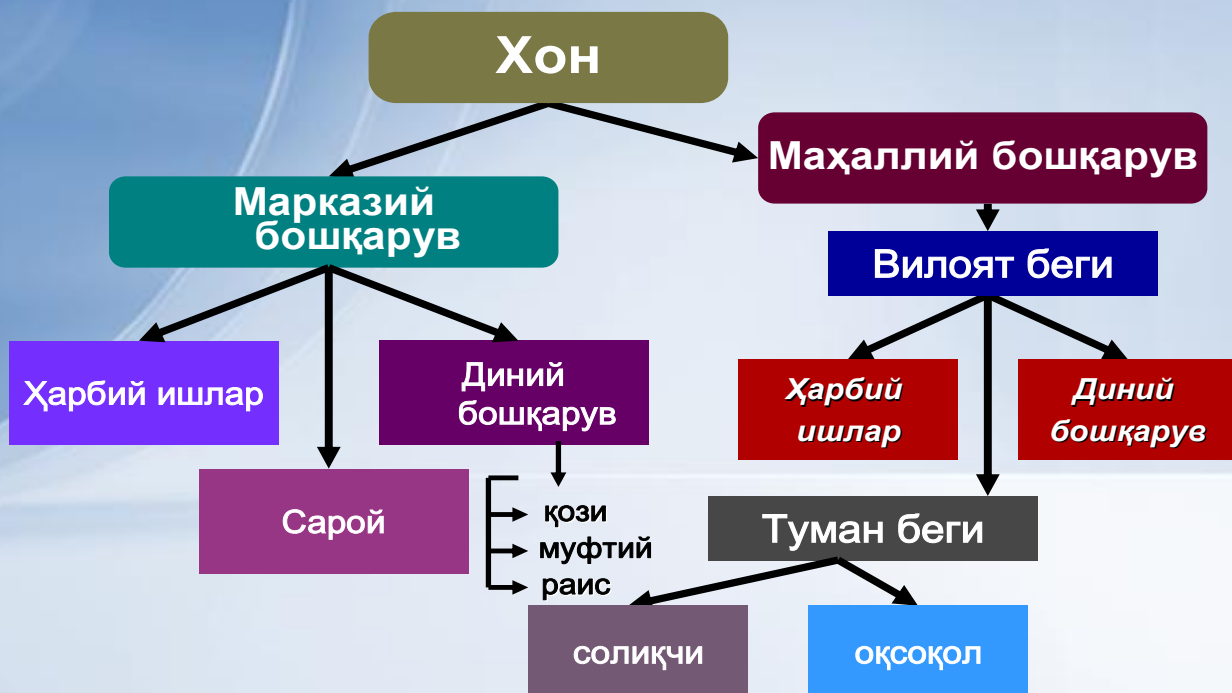 Хон
Маҳаллий бошқарув
Марказий
бошқарув
Вилоят беги
Ҳарбий ишлар
Диний
бошқарув
Ҳарбий
ишлар
Диний
бошқарув
Сарой
қози
муфтий
раис
Туман беги
солиқчи
оқсоқол